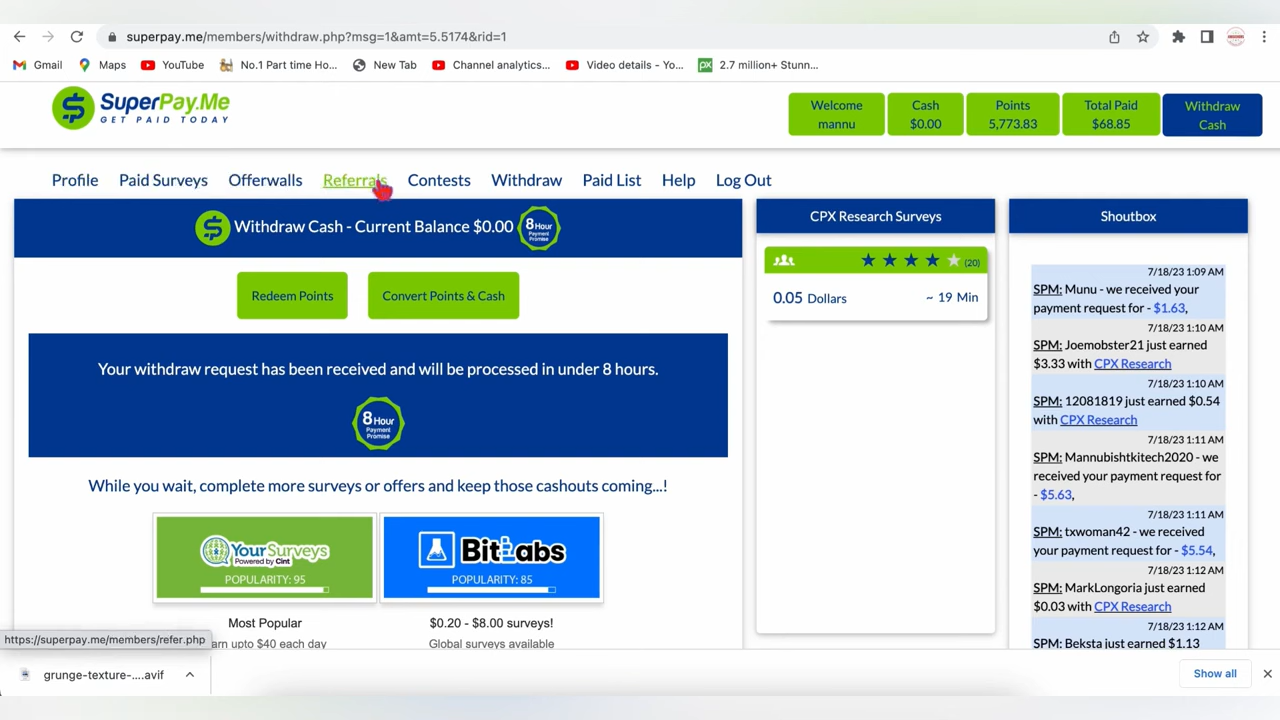 superpay.me/members/withdraw.php?msg=1&amt=5.5174&rid=1
Gmail
Maps
YouTube
No.1 Part time Ho...
New Tab
Channel analytics...
Video details - Yo...
2.7 million+ Stunn...
SuperPay.Me
GET PAID TODAY
Welcome
mannu
Cash
$0.00
Points
5,773.83
Total Paid
$68.85
Withdraw
Cash
Profile
Paid Surveys
Offerwalls
Referrals
Contests
Withdraw
Paid List
Help
Log Out
Withdraw Cash - Current Balance $0.00
8 Hour
Payment
Promise
Redeem Points
Convert Points & Cash
Your withdraw request has been received and will be processed in under 8 hours.
8 Hour
Payment
Promise
While you wait, complete more surveys or offers and keep those cashouts coming...!
YourSurveys
Powered by Cint
POPULARITY: 95
BitLabs
POPULARITY: 85
Most Popular
$0.20 - $8.00 surveys!
arn upto $40 each day
Global surveys available
CPX Research Surveys
(20)
0.05 Dollars
~ 19 Min
Shoutbox
7/18/23 1:09 AM
SPM: Munu - we received your
payment request for - $1.63,
7/18/23 1:10 AM
SPM: Joemobster21 just earned
$3.33 with CPX Research
7/18/23 1:10 AM
SPM: 12081819 just earned $0.54
with CPX Research
7/18/23 1:11 AM
SPM: Mannubishtkitech2020 - we
received your payment request for
- $5.63,
7/18/23 1:11 AM
SPM: txwoman42 - we received
your payment request for - $5.54,
7/18/23 1:12 AM
SPM: MarkLongoria just earned
$0.03 with CPX Research
7/18/23 1:12 AM
SPM: Beksta just earned $1.13
https://superpay.me/members/refer.php
grunge-texture-....avif
Show all